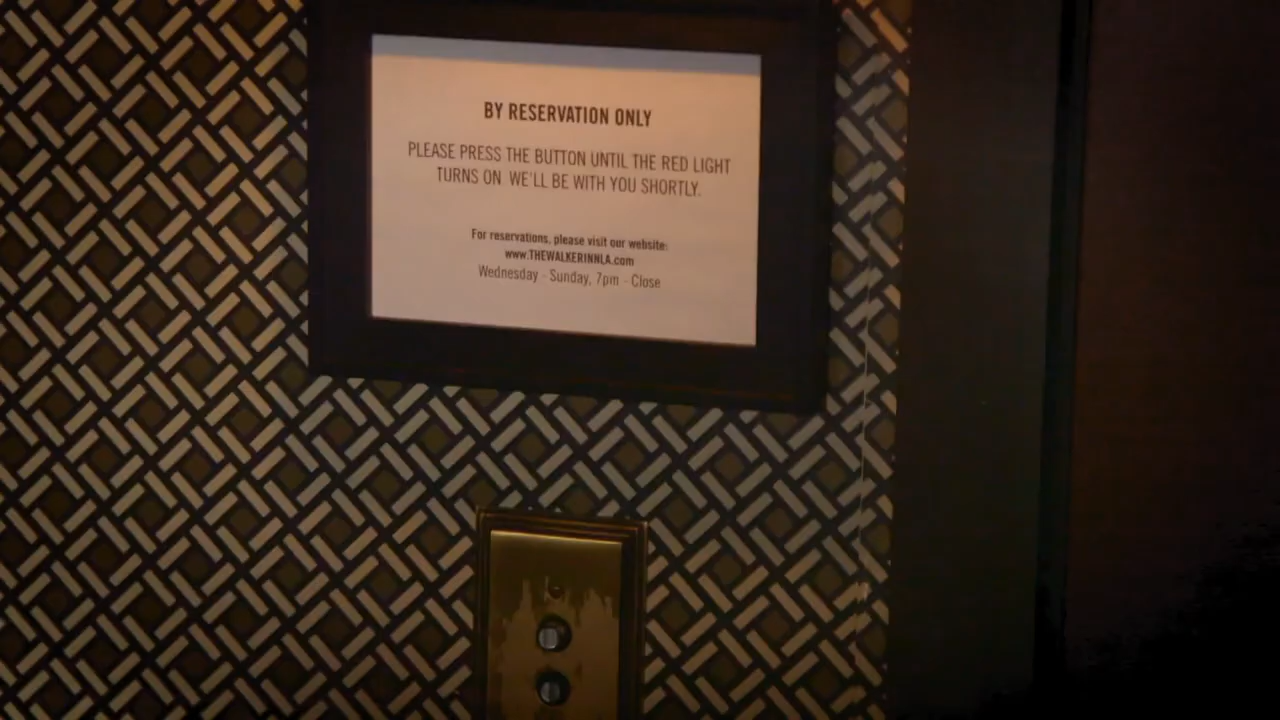 BY RESERVATION ONLY
PLEASE PRESS THE BUTTON UNTIL THE RED LIGHT
TURNS ON WE'LL BE WITH YOU SHORTLY.
For reservations, please visit our website:
www.THEWALKERINNLA.com
Wednesday - Sunday, 7pm - Close